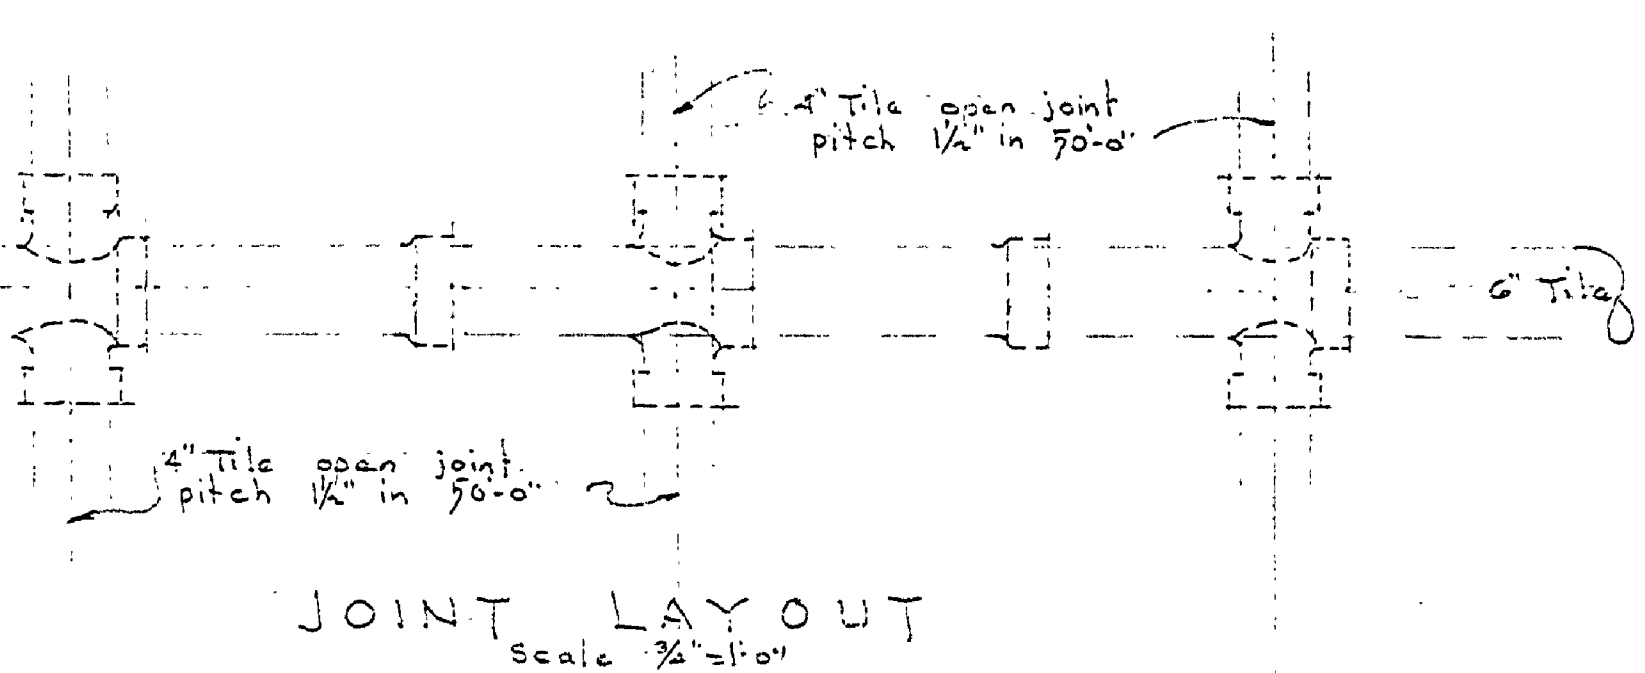 4" Tile open joint
pitch 1½" in 50'-0"
6" Tile
4" Tile open joint
pitch 1½" in 50'-0"
JOINT LAYOUT
Scale ¾"=1'-0"